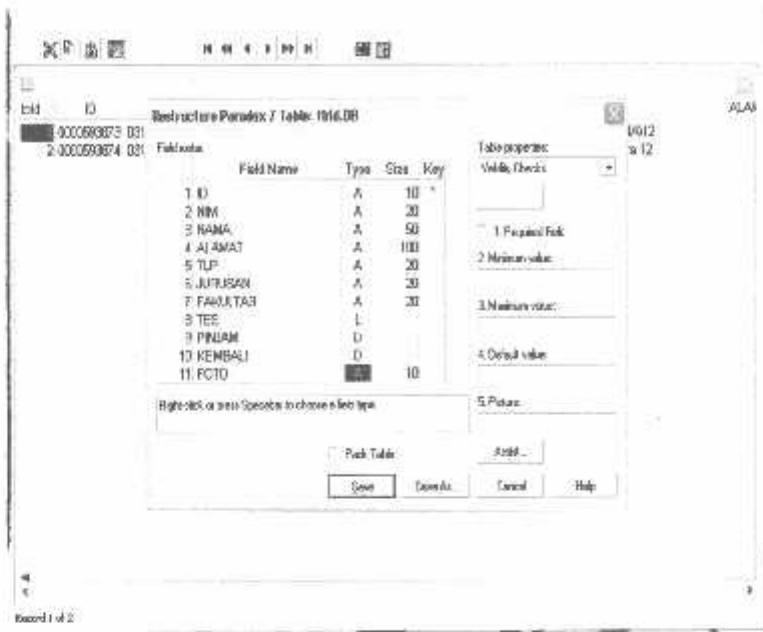 ID
ALAM
Restructure Paradox 7 Table:
1 ID A 10 *
2 NIM A 20
3 NAMA A 50
4 ALAMAT A 100
5 TLP A 20
6 JURUSAN A 20
7 FAKULTAS A 20
8 TES L
9 PINJAM D
10 KEMBALI D
11 FOTO A 10
Field Name Type Size Key
Table properties:
Validity Checks
1. Required Field
2. Minimum value:
3. Maximum value:
4. Default value:
5. Picture:
Right-click or press Spacebar to choose a field type.
Pack Table
Assist...
Save
Save As...
Cancel
Help
Record 1 of 2